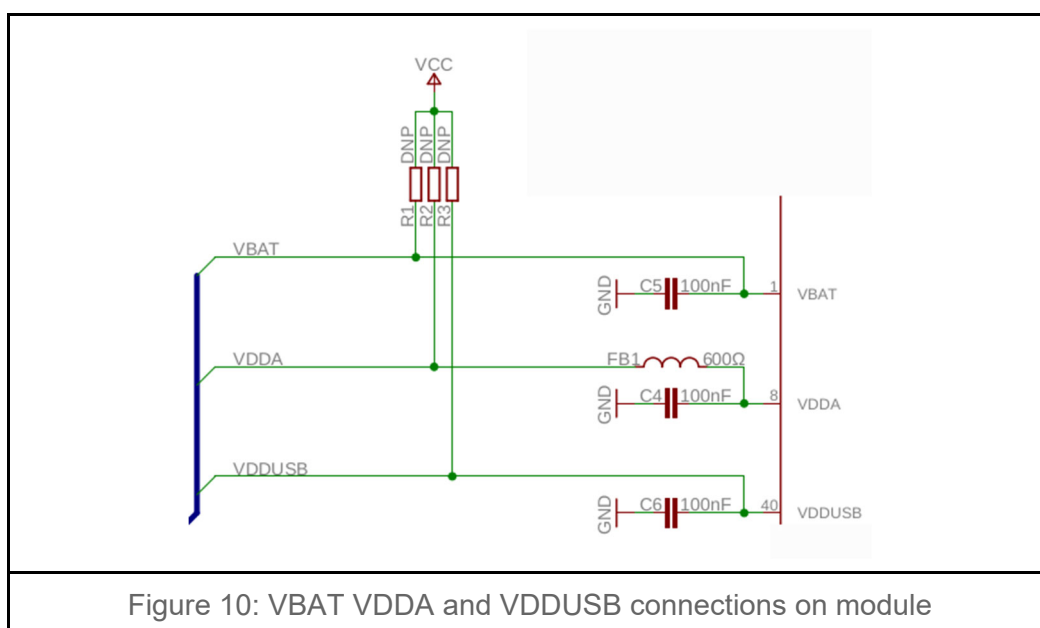 VCC
DNP DNP DNP
R1 R2 R3
VBAT
GND C5 100nF 1 VBAT
VDDA FB1 600Ω
GND C4 100nF 8 VDDA
VDDUSB
GND C6 100nF 40 VDDUSB
Figure 10: VBAT VDDA and VDDUSB connections on module